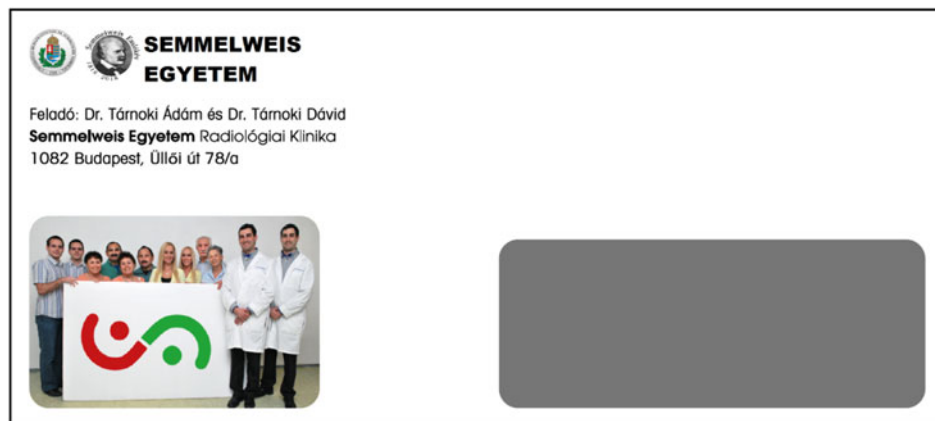 SEMMELWEIS
EGYETEM
Feladó: Dr. Tárnoki Ádám és Dr. Tárnoki Dávid
Semmelweis Egyetem Radiológiai Klinika
1082 Budapest, Üllői út 78/a